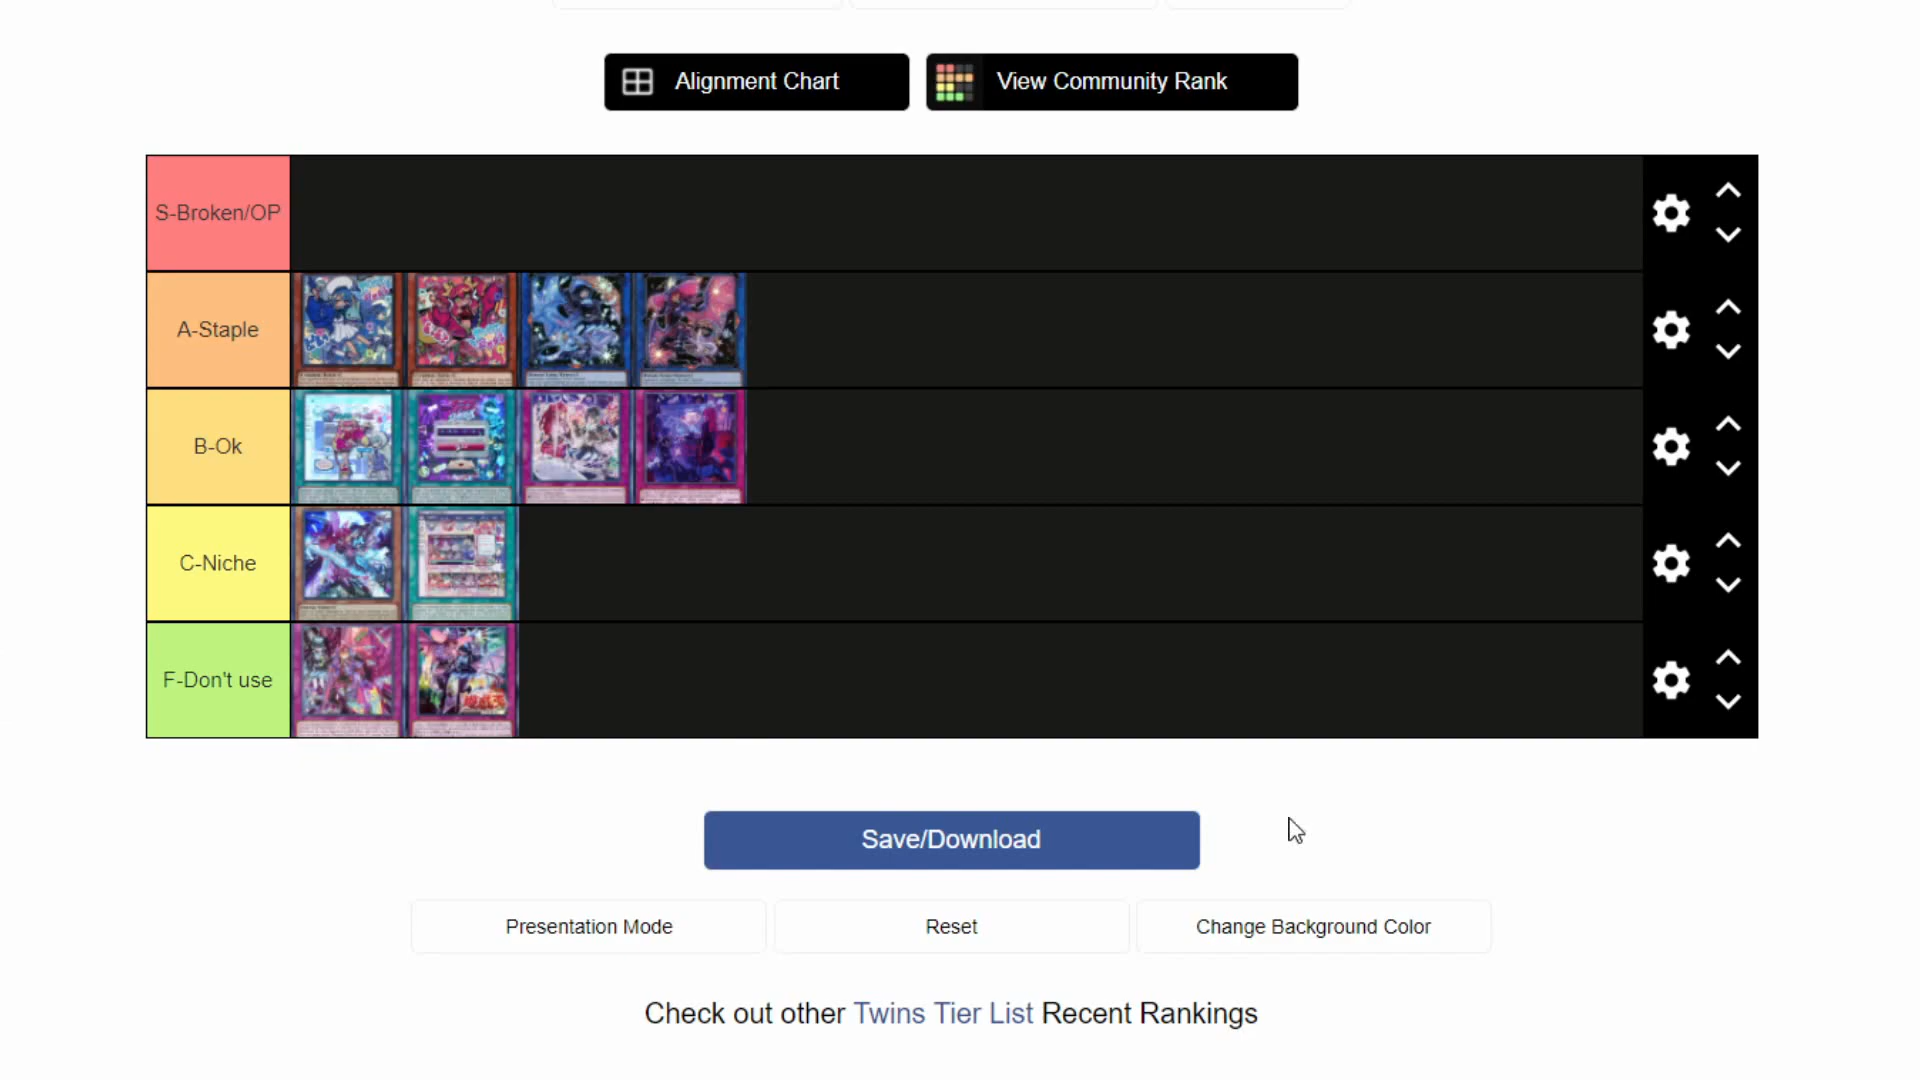 Alignment Chart
View Community Rank
S-Broken/OP
A-Staple
B-Ok
C-Niche
F-Don't use
Save/Download
Presentation Mode
Reset
Change Background Color
Check out other Twins Tier List Recent Rankings